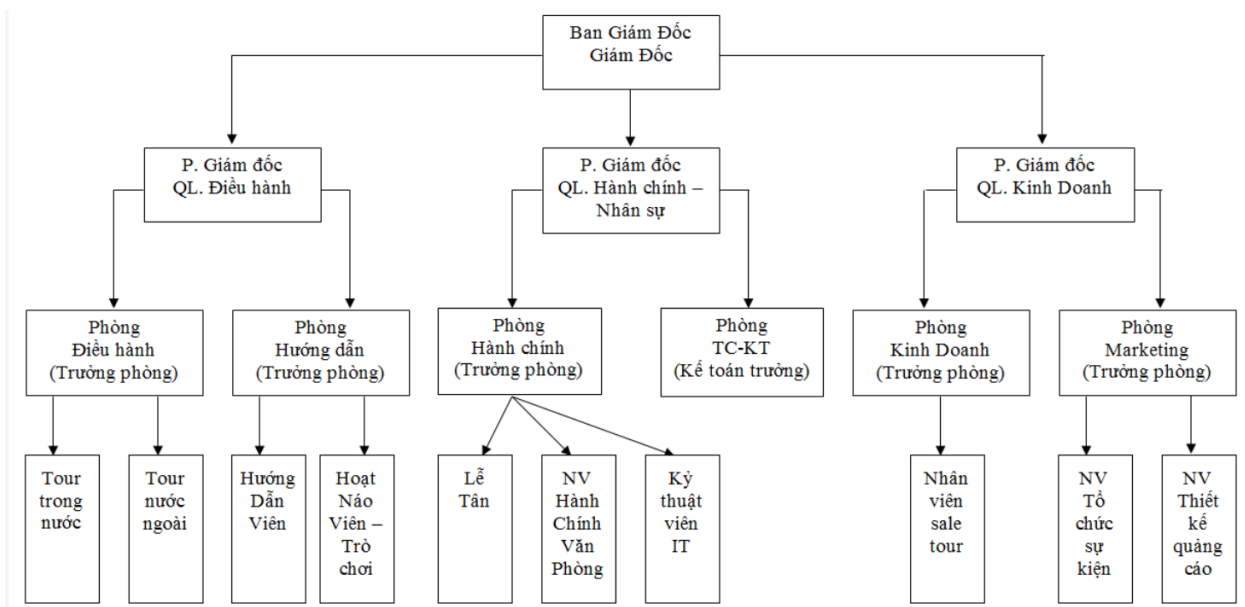 Ban Giám Đốc
Giám Đốc
P. Giám đốc
QL. Điều hành
P. Giám đốc
QL. Hành chính –
Nhân sự
P. Giám đốc
QL. Kinh Doanh
Phòng
Điều hành
(Trưởng phòng)
Phòng
Hướng dẫn
(Trưởng phòng)
Phòng
Hành chính
(Trưởng phòng)
Phòng
TC-KT
(Kế toán trưởng)
Phòng
Kinh Doanh
(Trưởng phòng)
Phòng
Marketing
(Trưởng phòng)
Tour
trong
nước
Tour
nước
ngoài
Hướng
Dẫn
Viên
Hoạt
Náo
Viên –
Trò
chơi
Lễ
Tân
NV
Hành
Chính
Văn
Phòng
Kỷ
thuật
viên
IT
Nhân
viên
sale
tour
NV
Tổ
chức
sự
kiện
NV
Thiết
kế
quảng
cáo